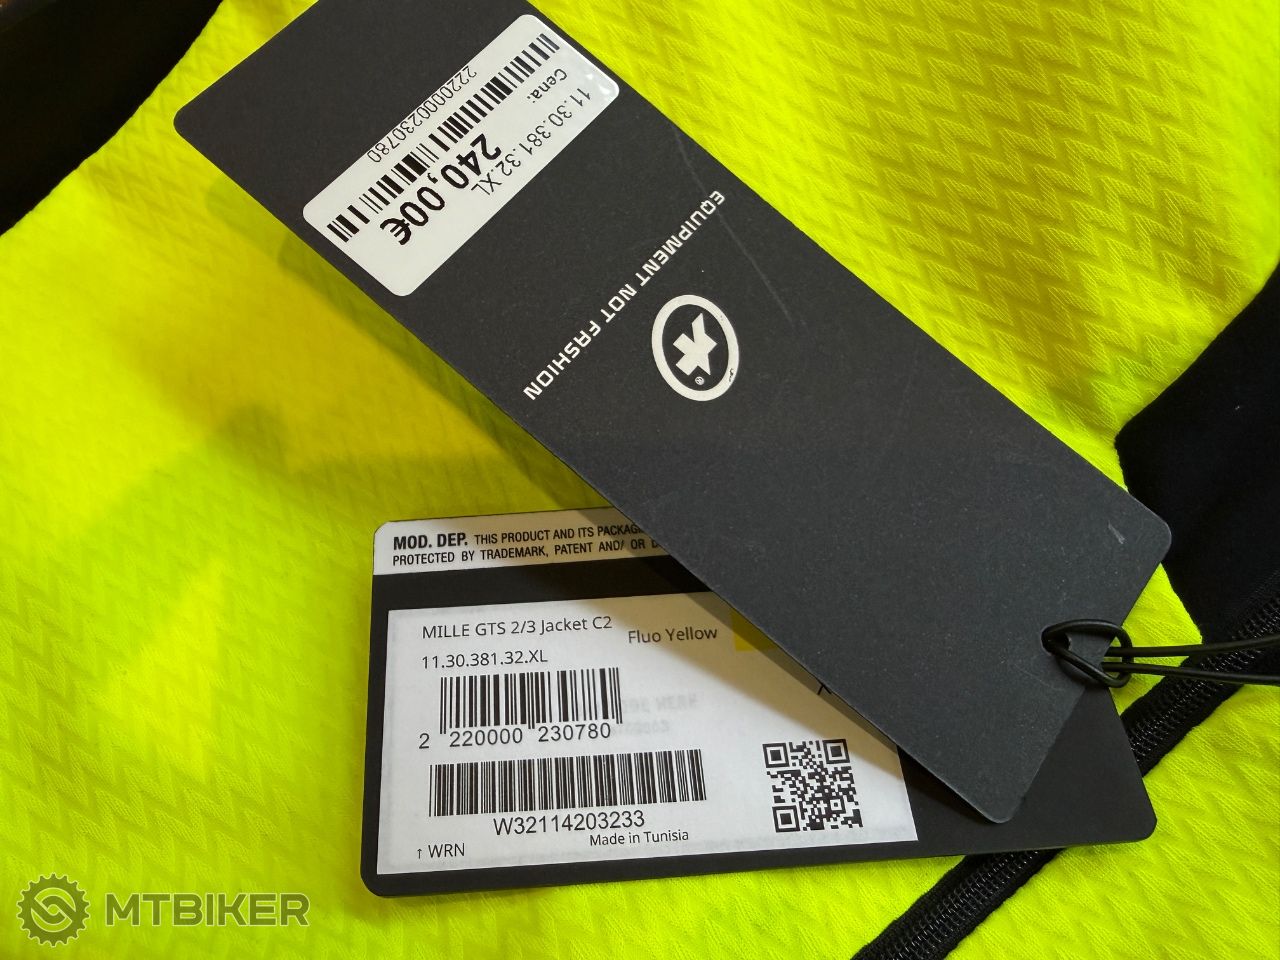 2220000230780
11.30.381.32.XL
Cena:
240,00€
EQUIPMENT NOT FASHION
®
MOD. DEP. THIS PRODUCT AND ITS
PROTECTED BY TRADEMARK, PATENT AND/ OR
MILLE GTS 2/3 Jacket C2
Fluo Yellow
11.30.381.32.XL
2 220000 230780
W32114203233
Made in Tunisia
↑ WRN
MTBIKER